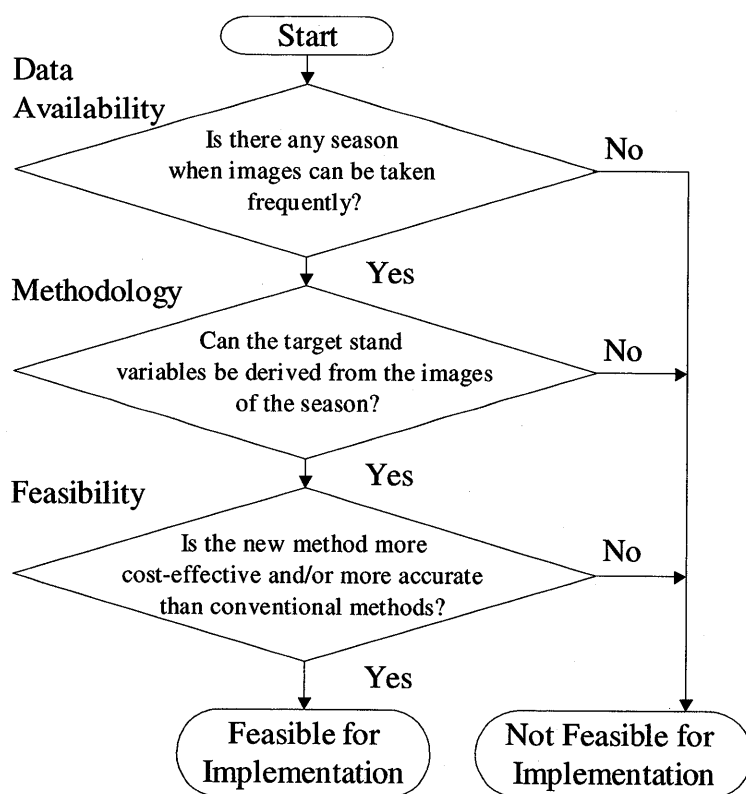 Start
Data
Availability
Is there any season
when images can be taken
frequently?
No
Yes
Methodology
Can the target stand
variables be derived from the images
of the season?
No
Yes
Feasibility
Is the new method more
cost-effective and/or more accurate
than conventional methods?
No
Yes
Feasible for
Implementation
Not Feasible for
Implementation